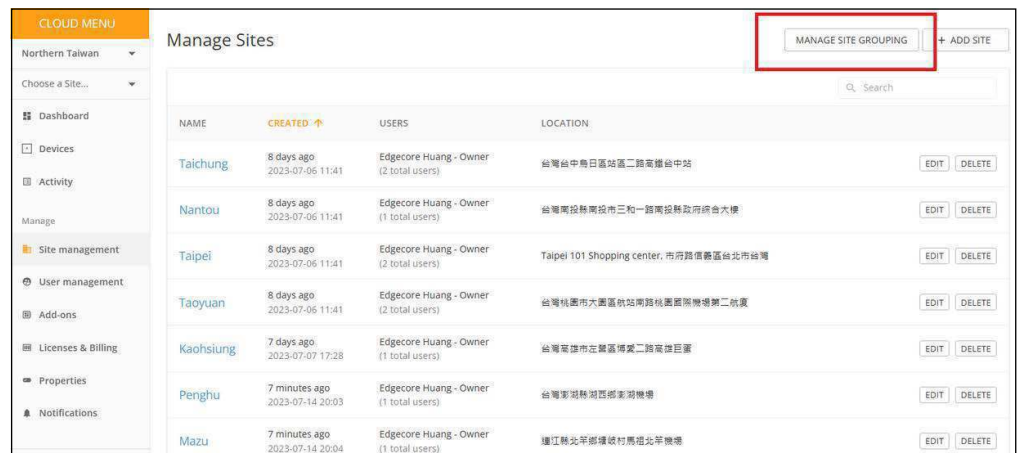 CLOUD MENU
Northern Taiwan
Choose a Site...
Dashboard
Devices
Activity
Manage
Site management
User management
Add-ons
Licenses & Billing
Properties
Notifications
Manage Sites
MANAGE SITE GROUPING
+ ADD SITE
Search
NAME CREATED ↑ USERS LOCATION
Taichung 8 days ago Edgecore Huang - Owner 台灣台中烏日區站區二路高鐵台中站 EDIT DELETE
2023-07-06 11:41 (2 total users)
Nantou 8 days ago Edgecore Huang - Owner 台灣南投縣南投市三和一路南投縣政府綜合大樓 EDIT DELETE
2023-07-06 11:41 (1 total users)
Taipei 8 days ago Edgecore Huang - Owner Taipei 101 Shopping center, 市府路信義區台北市台灣 EDIT DELETE
2023-07-06 11:41 (2 total users)
Taoyuan 8 days ago Edgecore Huang - Owner 台灣桃園市大園區航站南路桃園國際機場第二航廈 EDIT DELETE
2023-07-06 11:41 (2 total users)
Kaohsiung 7 days ago Edgecore Huang - Owner 台灣高雄市左營區博愛二路高雄巨蛋 EDIT DELETE
2023-07-07 17:28 (1 total users)
Penghu 7 minutes ago Edgecore Huang - Owner 台灣澎湖縣湖西鄉澎湖機場 EDIT DELETE
2023-07-14 20:03 (1 total users)
Mazu 7 minutes ago Edgecore Huang - Owner 連江縣北竿鄉塘岐村馬祖北竿機場 EDIT DELETE
2023-07-14 20:04 (1 total users)